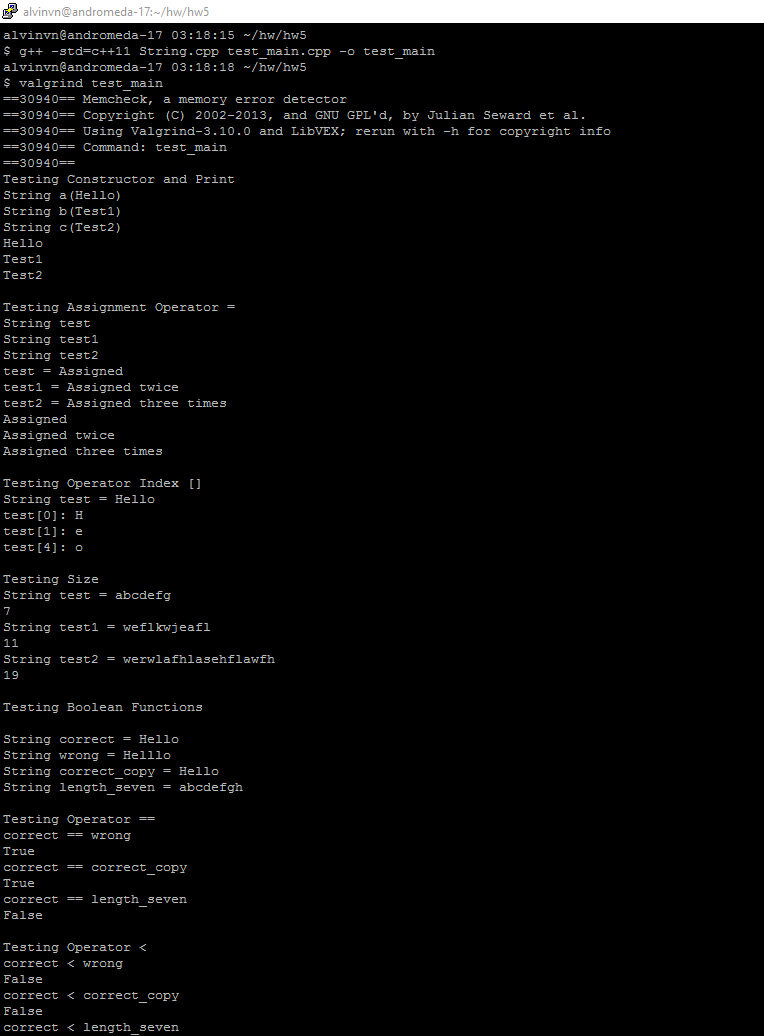 alvinvn@andromeda-17:~/hw/hw5
alvinvn@andromeda-17 03:18:15 ~/hw/hw5
$ g++ -std=c++11 String.cpp test_main.cpp -o test_main
alvinvn@andromeda-17 03:18:18 ~/hw/hw5
$ valgrind test_main
==30940== Memcheck, a memory error detector
==30940== Copyright (C) 2002-2013, and GNU GPL'd, by Julian Seward et al.
==30940== Using Valgrind-3.10.0 and LibVEX; rerun with -h for copyright info
==30940== Command: test_main
==30940==
Testing Constructor and Print
String a(Hello)
String b(Test1)
String c(Test2)
Hello
Test1
Test2
Testing Assignment Operator =
String test
String test1
String test2
test = Assigned
test1 = Assigned twice
test2 = Assigned three times
Assigned
Assigned twice
Assigned three times
Testing Operator Index []
String test = Hello
test[0]: H
test[1]: e
test[4]: o
Testing Size
String test = abcdefg
7
String test1 = weflkwjeafl
11
String test2 = werwlafhlasehflawfh
19
Testing Boolean Functions
String correct = Hello
String wrong = Helllo
String correct_copy = Hello
String length_seven = abcdefgh
Testing Operator ==
correct == wrong
True
correct == correct_copy
True
correct == length_seven
False
Testing Operator <
correct < wrong
False
correct < correct_copy
False
correct < length_seven